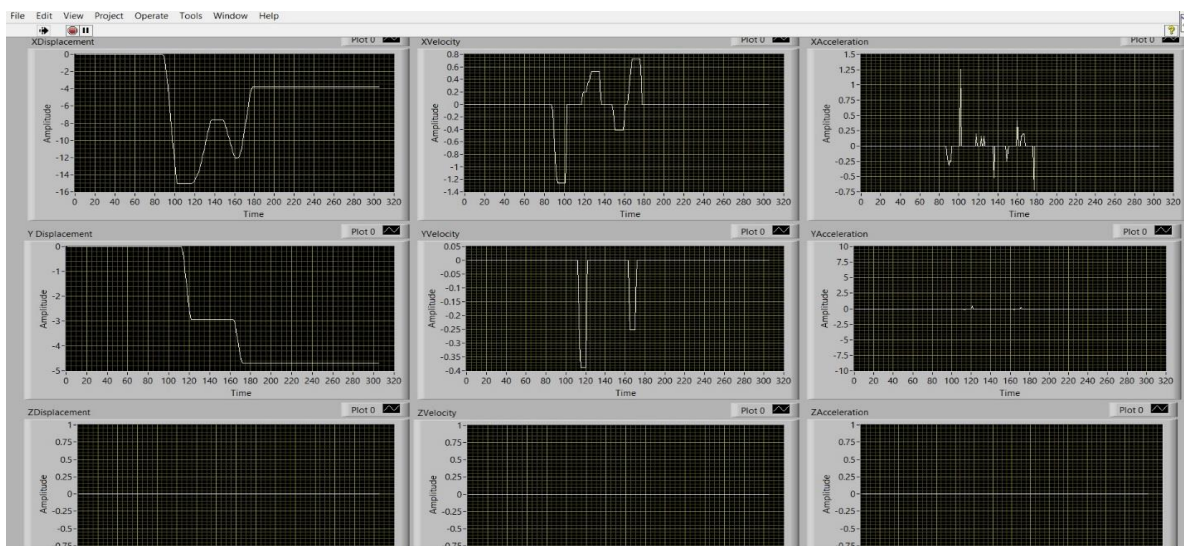 File Edit View Project Operate Tools Window Help
XDisplacement Plot 0
0
-2
-4
-6
-8
-10
-12
-14
-16
Amplitude
0 20 40 60 80 100 120 140 160 180 200 220 240 260 280 300 320
Time
XVelocity Plot 0
0.8
0.6
0.4
0.2
0
-0.2
-0.4
-0.6
-0.8
-1
-1.2
-1.4
Amplitude
0 20 40 60 80 100 120 140 160 180 200 220 240 260 280 300 320
Time
XAcceleration Plot 0
1.5
1.25
1
0.75
0.5
0.25
0
-0.25
-0.5
-0.75
Amplitude
0 20 40 60 80 100 120 140 160 180 200 220 240 260 280 300 320
Time
Y Displacement Plot 0
0
-1
-2
-3
-4
-5
Amplitude
0 20 40 60 80 100 120 140 160 180 200 220 240 260 280 300 320
Time
YVelocity Plot 0
0.05
0
-0.05
-0.1
-0.15
-0.2
-0.25
-0.3
-0.35
-0.4
Amplitude
0 20 40 60 80 100 120 140 160 180 200 220 240 260 280 300 320
Time
YAcceleration Plot 0
10
7.5
5
2.5
0
-2.5
-5
-7.5
-10
Amplitude
0 20 40 60 80 100 120 140 160 180 200 220 240 260 280 300 320
Time
ZDisplacement Plot 0
1
0.75
0.5
0.25
0
-0.25
-0.5
-0.75
Amplitude
ZVelocity Plot 0
1
0.75
0.5
0.25
0
-0.25
-0.5
-0.75
Amplitude
ZAcceleration Plot 0
1
0.75
0.5
0.25
0
-0.25
-0.5
-0.75
Amplitude